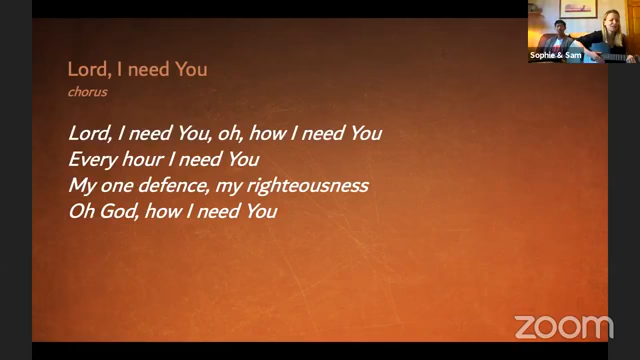 Sophie & Sam
Lord, I need You
chorus
Lord, I need You, oh, how I need You
Every hour I need You
My one defence, my righteousness
Oh God, how I need You
zoom